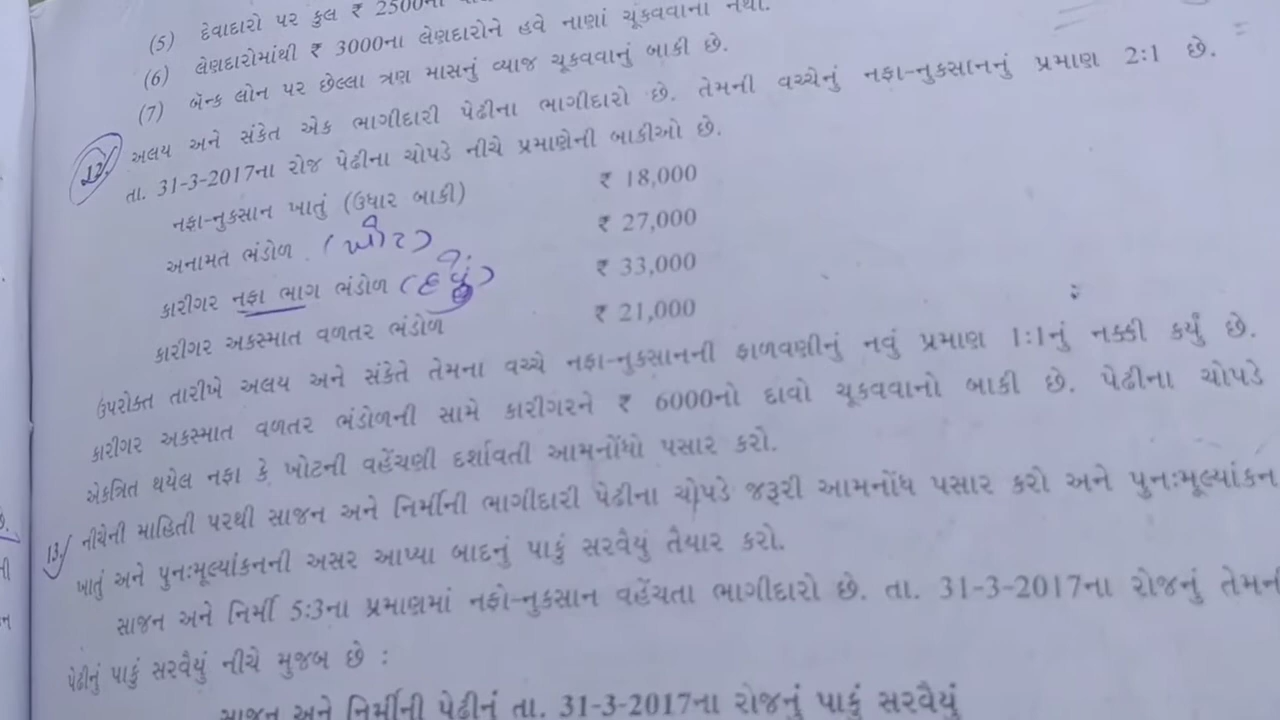 (5) દેવાદારો પર કુલ ₹ 2500ના
(6) લેણદારોમાંથી ₹ 3000ના લેણદારોને હવે નાણાં ચૂકવવાના નથી.
(7) બૅન્ક લોન પર છેલ્લા ત્રણ માસનું વ્યાજ ચૂકવવાનું બાકી છે.
12. અલય અને સંકેત એક ભાગીદારી પેઢીના ભાગીદારો છે. તેમની વચ્ચેનું નફા-નુકસાનનું પ્રમાણ 2:1 છે.
તા. 31-3-2017ના રોજ પેઢીના ચોપડે નીચે પ્રમાણેની બાકીઓ છે.
નફા-નુકસાન ખાતું (ઉધાર બાકી) ₹ 18,000
અનામત ભંડોળ (ખોટ) ₹ 27,000
કારીગર નફા ભાગ ભંડોળ ₹ 33,000
કારીગર અકસ્માત વળતર ભંડોળ ₹ 21,000
ઉપરોક્ત તારીખે અલય અને સંકેતે તેમના વચ્ચે નફા-નુકસાનની ફાળવણીનું નવું પ્રમાણ 1:1નું નક્કી કર્યું છે.
કારીગર અકસ્માત વળતર ભંડોળની સામે કારીગરને ₹ 6000નો દાવો ચૂકવવાનો બાકી છે. પેઢીના ચોપડે
એકત્રિત થયેલ નફા કે ખોટની વહેંચણી દર્શાવતી આમનોંધો પસાર કરો.
13. નીચેની માહિતી પરથી સાજન અને નિર્મીની ભાગીદારી પેઢીના ચોપડે જરૂરી આમનોંધ પસાર કરો અને પુનઃમૂલ્યાંકન
ખાતું અને પુનઃમૂલ્યાંકનની અસર આપ્યા બાદનું પાકું સરવૈયું તૈયાર કરો.
સાજન અને નિર્મી 5:3ના પ્રમાણમાં નફો-નુકસાન વહેંચતા ભાગીદારો છે. તા. 31-3-2017ના રોજનું તેમની
પેઢીનું પાકું સરવૈયું નીચે મુજબ છે :
સાજન અને નિર્મીની પેઢીનું તા. 31-3-2017ના રોજનું પાકું સરવૈયું